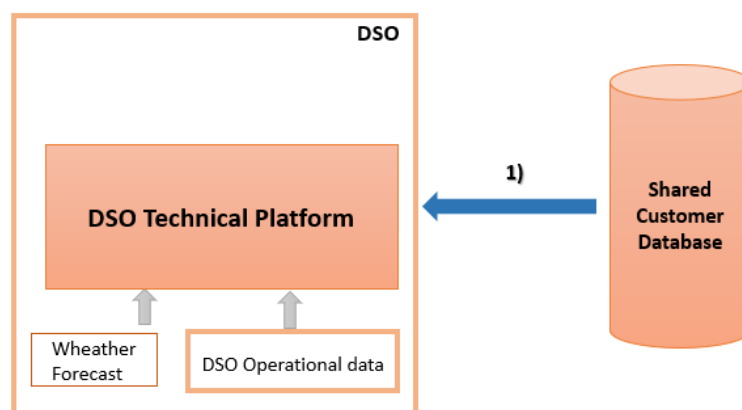 DSO
DSO Technical Platform
1)
Shared
Customer
Database
Wheather
Forecast
DSO Operational data